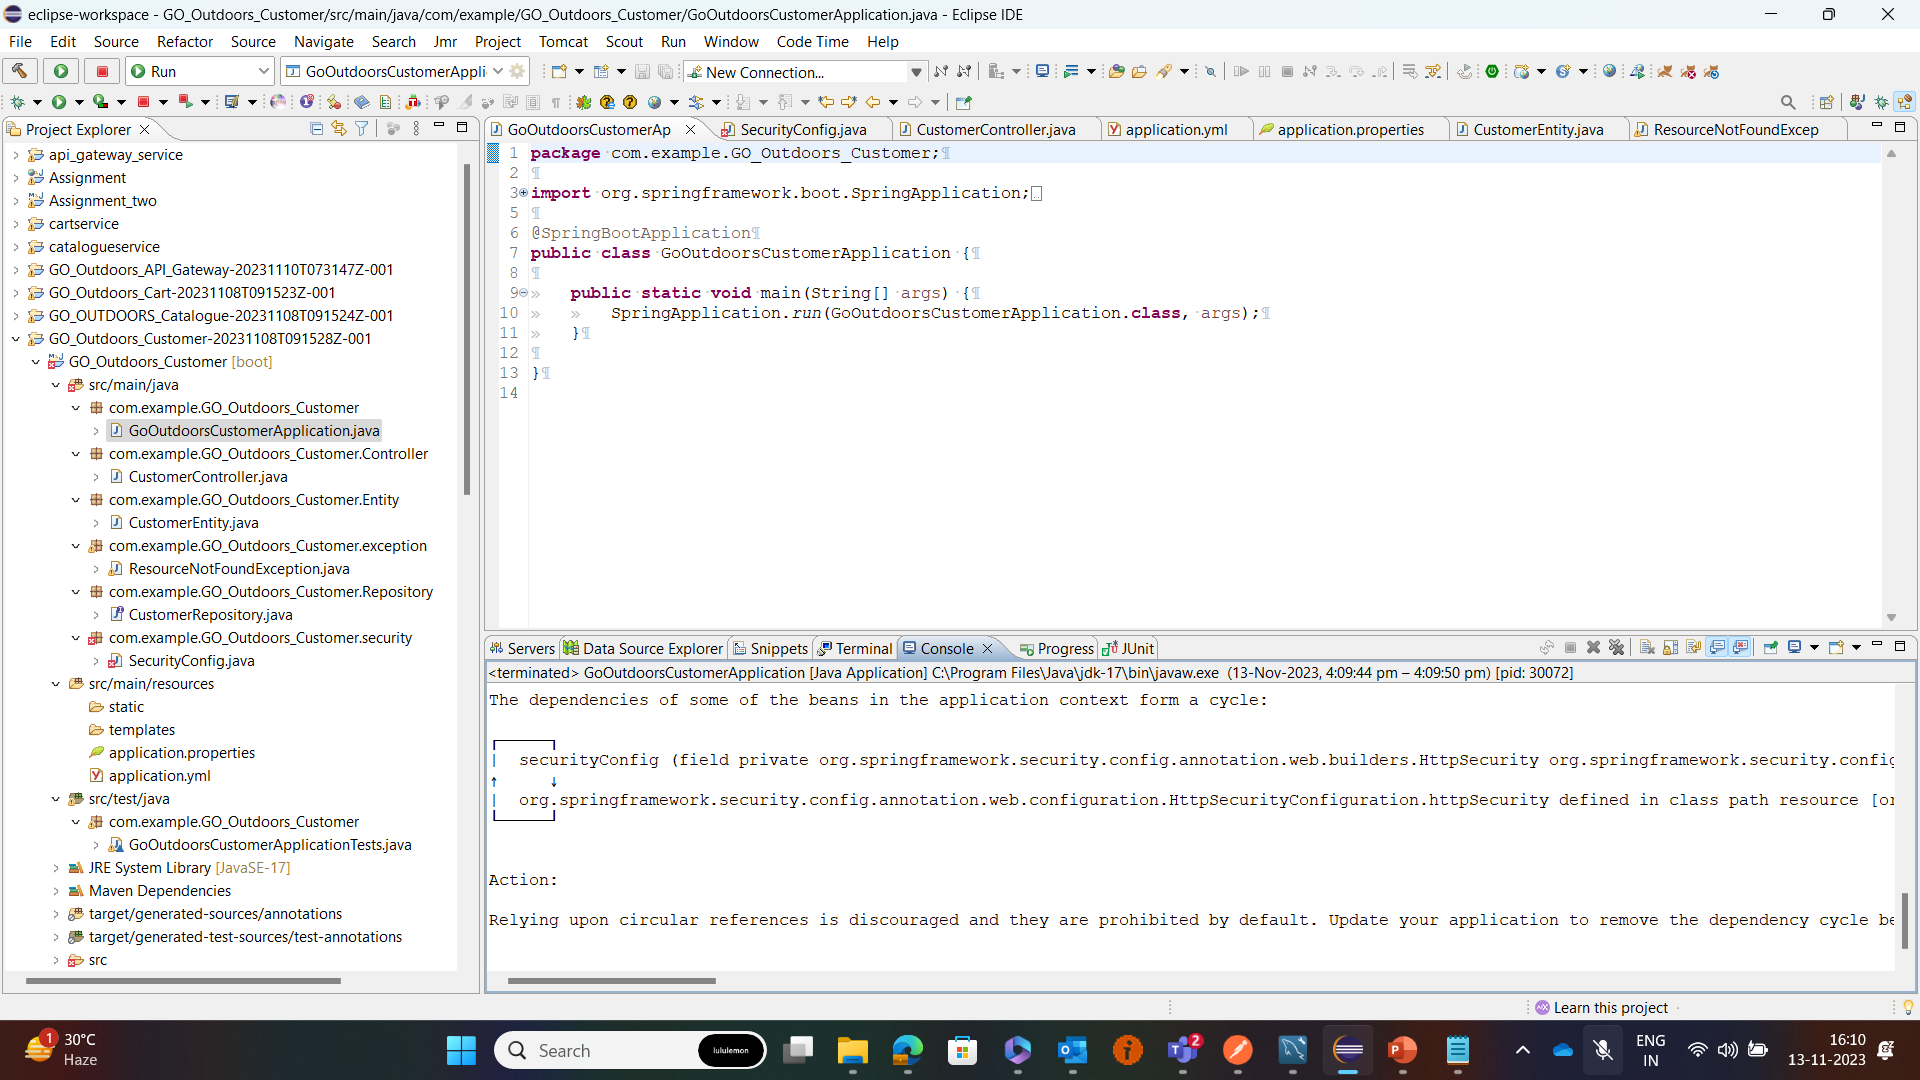 eclipse-workspace - GO_Outdoors_Customer/src/main/java/com/example/GO_Outdoors_Customer/GoOutdoorsCustomerApplication.java - Eclipse IDE
File Edit Source Refactor Source Navigate Search Jmr Project Tomcat Scout Run Window Code Time Help
Run GoOutdoorsCustomerAppli New Connection...
Project Explorer
api_gateway_service
Assignment
Assignment_two
cartservice
catalogueservice
GO_Outdoors_API_Gateway-20231110T073147Z-001
GO_Outdoors_Cart-20231108T091523Z-001
GO_OUTDOORS_Catalogue-20231108T091524Z-001
GO_Outdoors_Customer-20231108T091528Z-001
GO_Outdoors_Customer [boot]
src/main/java
com.example.GO_Outdoors_Customer
GoOutdoorsCustomerApplication.java
com.example.GO_Outdoors_Customer.Controller
CustomerController.java
com.example.GO_Outdoors_Customer.Entity
CustomerEntity.java
com.example.GO_Outdoors_Customer.exception
ResourceNotFoundException.java
com.example.GO_Outdoors_Customer.Repository
CustomerRepository.java
com.example.GO_Outdoors_Customer.security
SecurityConfig.java
src/main/resources
static
templates
application.properties
application.yml
src/test/java
com.example.GO_Outdoors_Customer
GoOutdoorsCustomerApplicationTests.java
JRE System Library [JavaSE-17]
Maven Dependencies
target/generated-sources/annotations
target/generated-test-sources/test-annotations
src
GoOutdoorsCustomerAp SecurityConfig.java CustomerController.java application.yml application.properties CustomerEntity.java ResourceNotFoundExcep
1 package com.example.GO_Outdoors_Customer;¶
2 ¶
3 import org.springframework.boot.SpringApplication;
5 ¶
6 @SpringBootApplication¶
7 public class GoOutdoorsCustomerApplication {¶
8 ¶
9 » public static void main(String[] args) {¶
10 » » SpringApplication.run(GoOutdoorsCustomerApplication.class, args);¶
11 » }¶
12 ¶
13 }¶
14
Servers Data Source Explorer Snippets Terminal Console Progress JUnit
<terminated> GoOutdoorsCustomerApplication [Java Application] C:\Program Files\Java\jdk-17\bin\javaw.exe (13-Nov-2023, 4:09:44 pm – 4:09:50 pm) [pid: 30072]
The dependencies of some of the beans in the application context form a cycle:
┌─────┐
| securityConfig (field private org.springframework.security.config.annotation.web.builders.HttpSecurity org.springframework.security.config
↑ ↓
| org.springframework.security.config.annotation.web.configuration.HttpSecurityConfiguration.httpSecurity defined in class path resource [or
└─────┘
Action:
Relying upon circular references is discouraged and they are prohibited by default. Update your application to remove the dependency cycle be
Learn this project
1 30°C
Haze
Search
lululemon
2
ENG
IN
16:10
13-11-2023